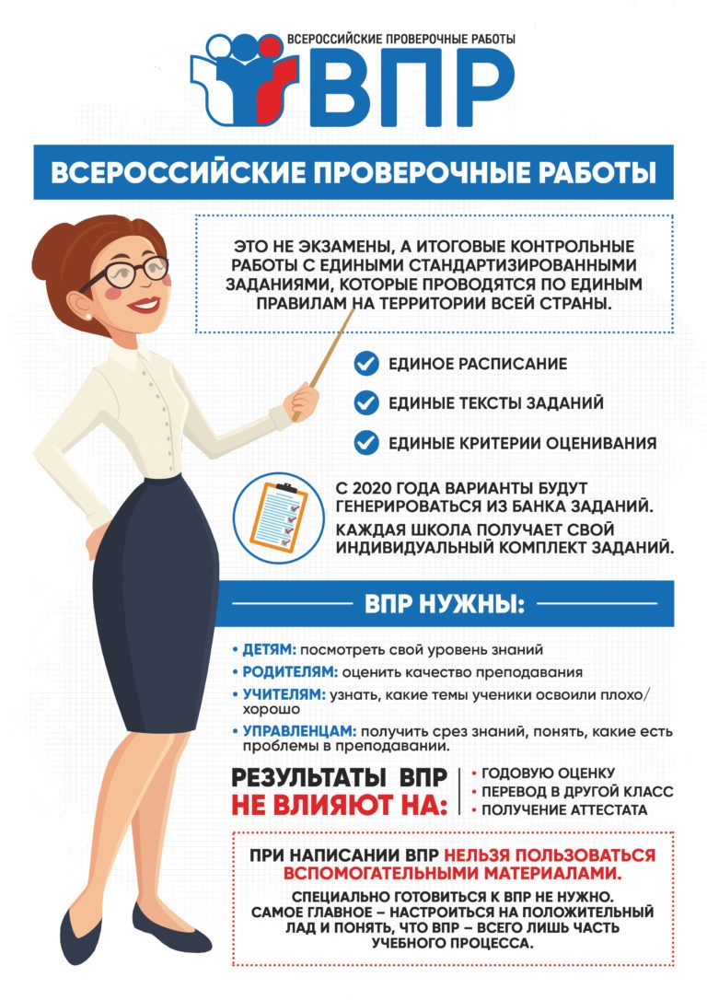 ВСЕРОССИЙСКИЕ ПРОВЕРОЧНЫЕ РАБОТЫ
ВПР
ВСЕРОССИЙСКИЕ ПРОВЕРОЧНЫЕ РАБОТЫ
ЭТО НЕ ЭКЗАМЕНЫ, А ИТОГОВЫЕ КОНТРОЛЬНЫЕ
РАБОТЫ С ЕДИНЫМИ СТАНДАРТИЗИРОВАННЫМИ
ЗАДАНИЯМИ, КОТОРЫЕ ПРОВОДЯТСЯ ПО ЕДИНЫМ
ПРАВИЛАМ НА ТЕРРИТОРИИ ВСЕЙ СТРАНЫ.
ЕДИНОЕ РАСПИСАНИЕ
ЕДИНЫЕ ТЕКСТЫ ЗАДАНИЙ
ЕДИНЫЕ КРИТЕРИИ ОЦЕНИВАНИЯ
С 2020 ГОДА ВАРИАНТЫ БУДУТ
ГЕНЕРИРОВАТЬСЯ ИЗ БАНКА ЗАДАНИЙ.
КАЖДАЯ ШКОЛА ПОЛУЧАЕТ СВОЙ
ИНДИВИДУАЛЬНЫЙ КОМПЛЕКТ ЗАДАНИЙ.
ВПР НУЖНЫ:
• ДЕТЯМ: посмотреть свой уровень знаний
• РОДИТЕЛЯМ: оценить качество преподавания
• УЧИТЕЛЯМ: узнать, какие темы ученики освоили плохо/
хорошо
• УПРАВЛЕНЦАМ: получить срез знаний, понять, какие есть
проблемы в преподавании.
РЕЗУЛЬТАТЫ ВПР
НЕ ВЛИЯЮТ НА:
• ГОДОВУЮ ОЦЕНКУ
• ПЕРЕВОД В ДРУГОЙ КЛАСС
• ПОЛУЧЕНИЕ АТТЕСТАТА
ПРИ НАПИСАНИИ ВПР НЕЛЬЗЯ ПОЛЬЗОВАТЬСЯ
ВСПОМОГАТЕЛЬНЫМИ МАТЕРИАЛАМИ.
СПЕЦИАЛЬНО ГОТОВИТЬСЯ К ВПР НЕ НУЖНО.
САМОЕ ГЛАВНОЕ – НАСТРОИТЬСЯ НА ПОЛОЖИТЕЛЬНЫЙ
ЛАД И ПОНЯТЬ, ЧТО ВПР – ВСЕГО ЛИШЬ ЧАСТЬ
УЧЕБНОГО ПРОЦЕССА.